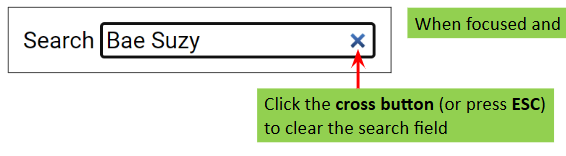 Search Bae Suzy
When focused and
Click the cross button (or press ESC)
to clear the search field